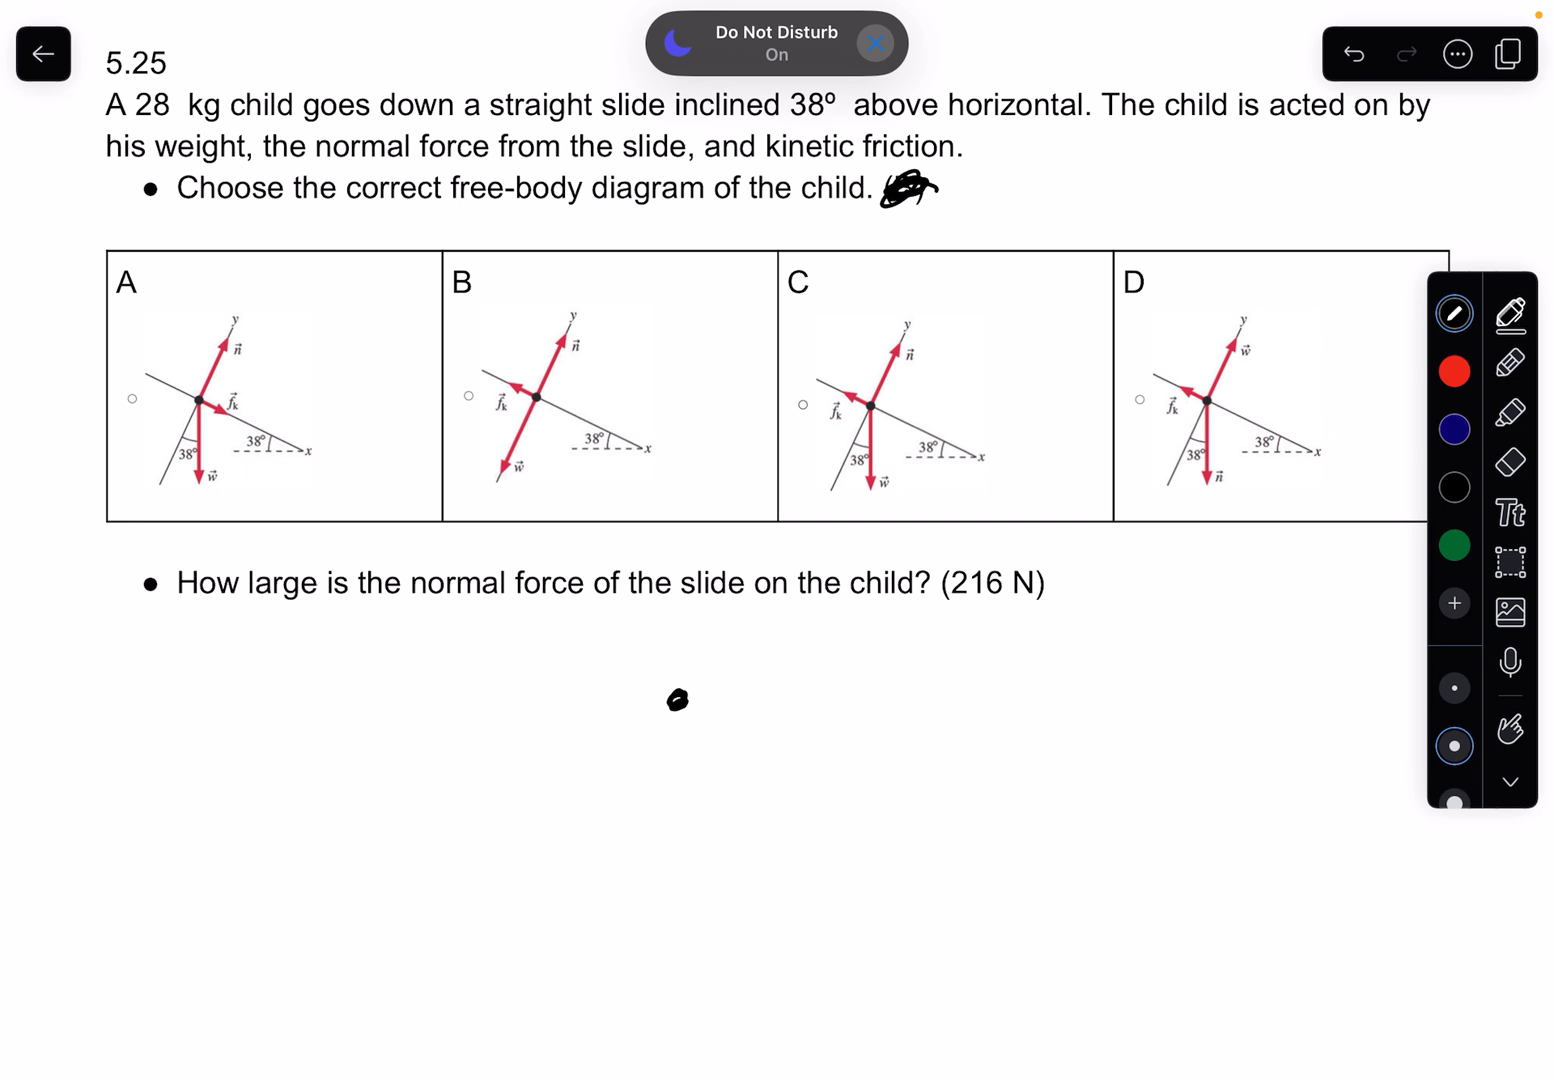 Do Not Disturb
On
5.25
A 28 kg child goes down a straight slide inclined 38º above horizontal. The child is acted on by
his weight, the normal force from the slide, and kinetic friction.
● Choose the correct free-body diagram of the child.
A
y
n⃗
f⃗k
38°
38°
x
w⃗
B
y
n⃗
f⃗k
38°
x
w⃗
C
y
n⃗
f⃗k
38°
38°
x
w⃗
D
y
w⃗
f⃗k
38°
38°
x
n⃗
● How large is the normal force of the slide on the child? (216 N)
Tt